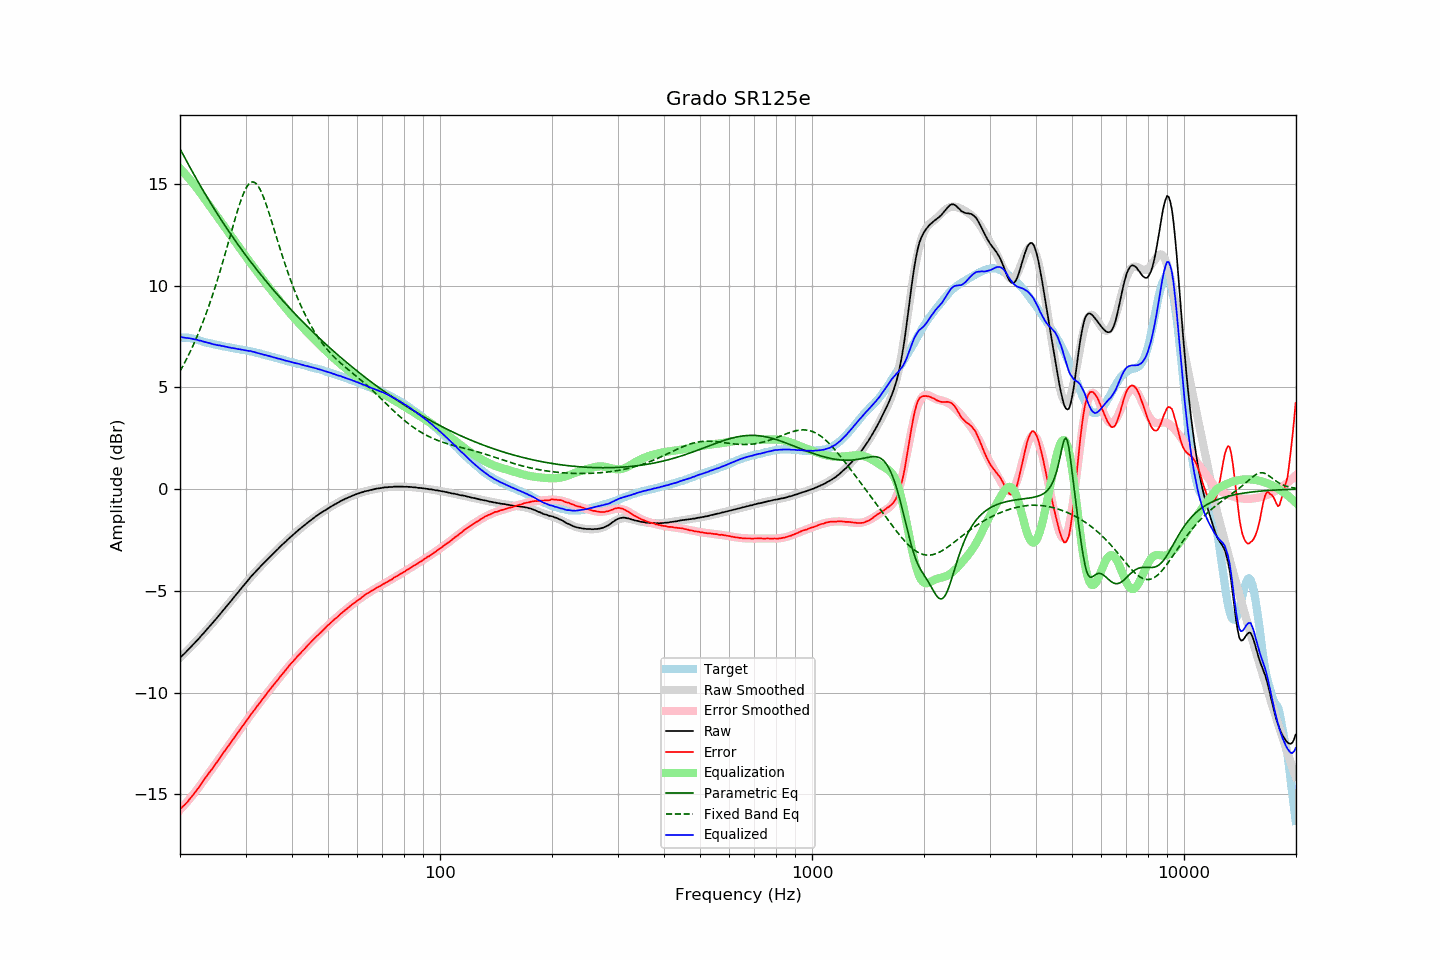 Grado SR125e
Amplitude (dBr)
15
10
5
0
−5
−10
−15
Target
Raw Smoothed
Error Smoothed
Raw
Error
Equalization
Parametric Eq
Fixed Band Eq
Equalized
100
1000
10000
Frequency (Hz)